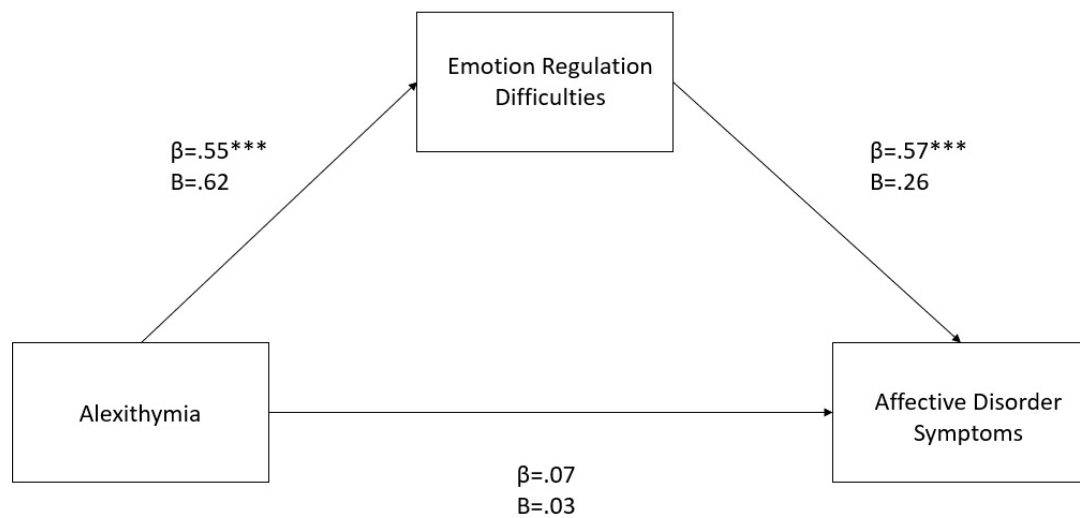 Emotion Regulation
Difficulties
β=.55***
B=.62
β=.57***
B=.26
Alexithymia
Affective Disorder
Symptoms
β=.07
B=.03